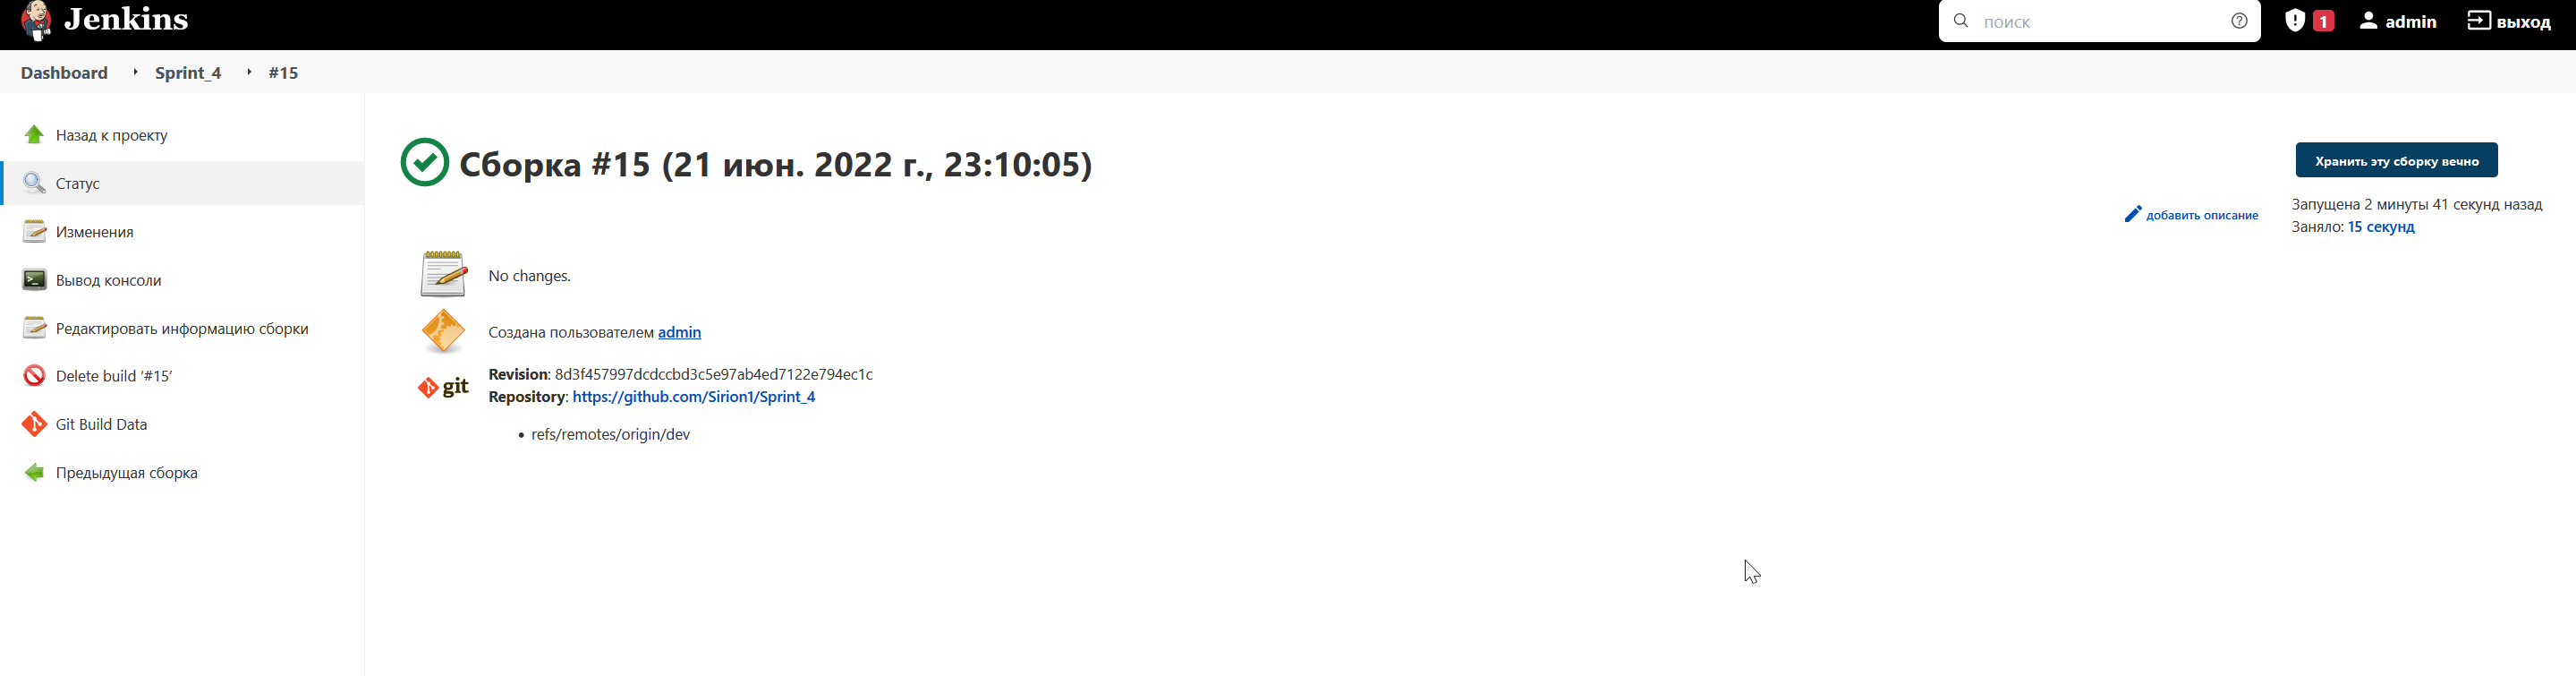 Jenkins
поиск
1
admin
выход
Dashboard
Sprint_4
#15
Назад к проекту
Статус
Изменения
Вывод консоли
Редактировать информацию сборки
Delete build ‘#15’
Git Build Data
Предыдущая сборка
Сборка #15 (21 июн. 2022 г., 23:10:05)
Хранить эту сборку вечно
добавить описание
Запущена 2 минуты 41 секунд назад
Заняло: 15 секунд
No changes.
Создана пользователем admin
git
Revision: 8d3f457997dcdccbd3c5e97ab4ed7122e794ec1c
Repository: https://github.com/Sirion1/Sprint_4
• refs/remotes/origin/dev